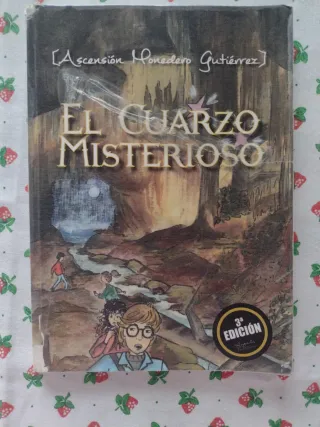 [Ascensión Monedero Gutiérrez]
EL CUARZO
MISTERIOSO
3ª
EDICIÓN